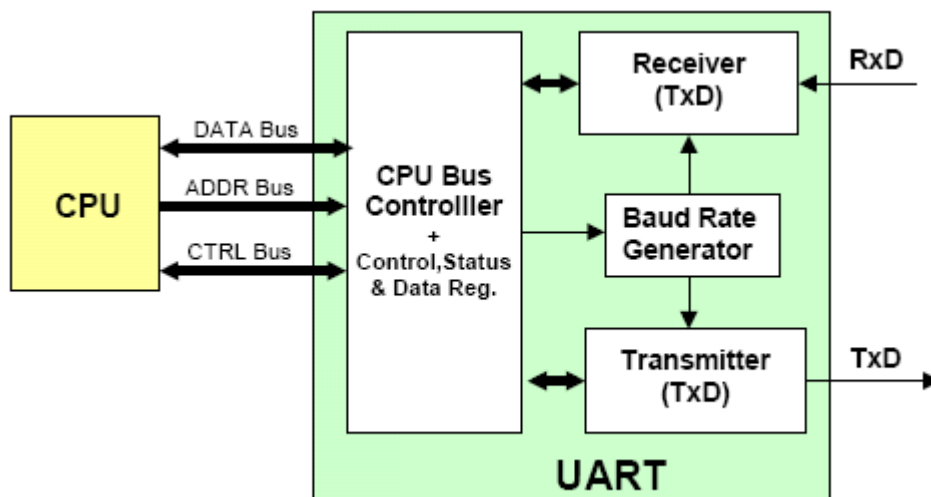 CPU
DATA Bus
ADDR Bus
CTRL Bus
CPU Bus
Controlller
+
Control,Status
& Data Reg.
Receiver
(TxD)
RxD
Baud Rate
Generator
Transmitter
(TxD)
TxD
UART